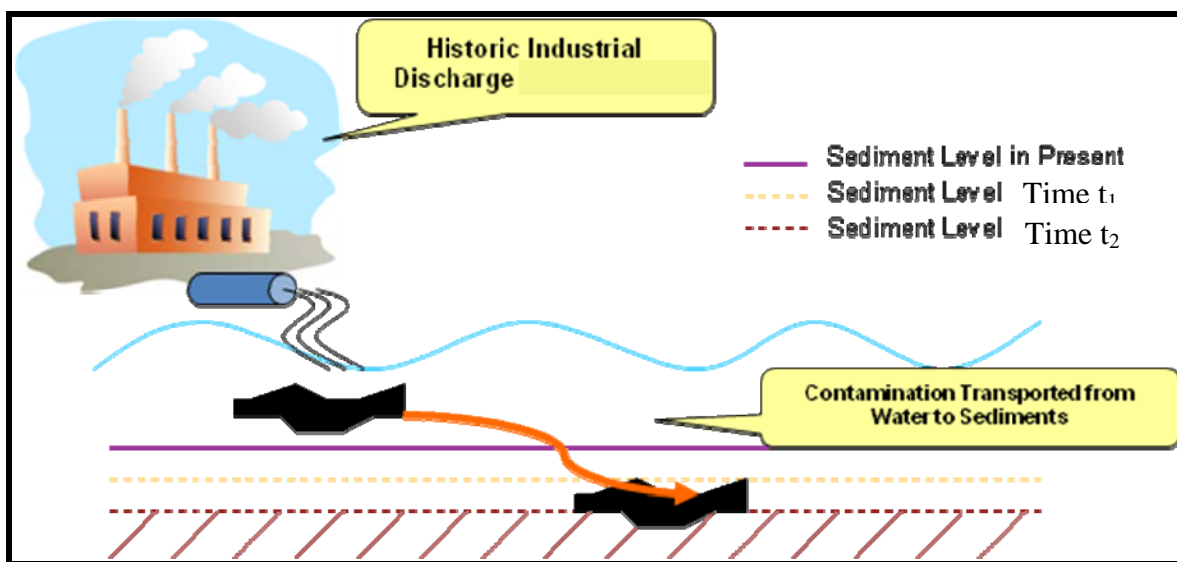 Historic Industrial
Discharge
Sediment Level in Present
Sediment Level Time t₁
Sediment Level Time t₂
Contamination Transported from
Water to Sediments